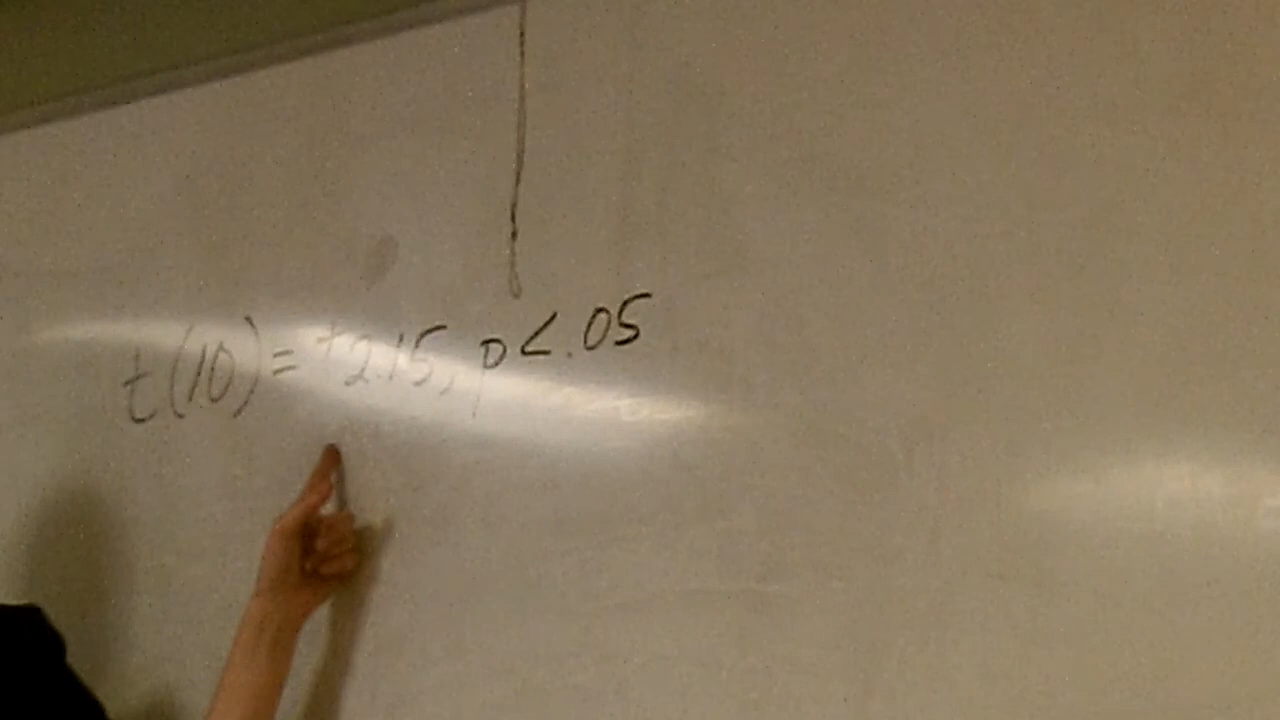 t(10) = +2.15, p < .05